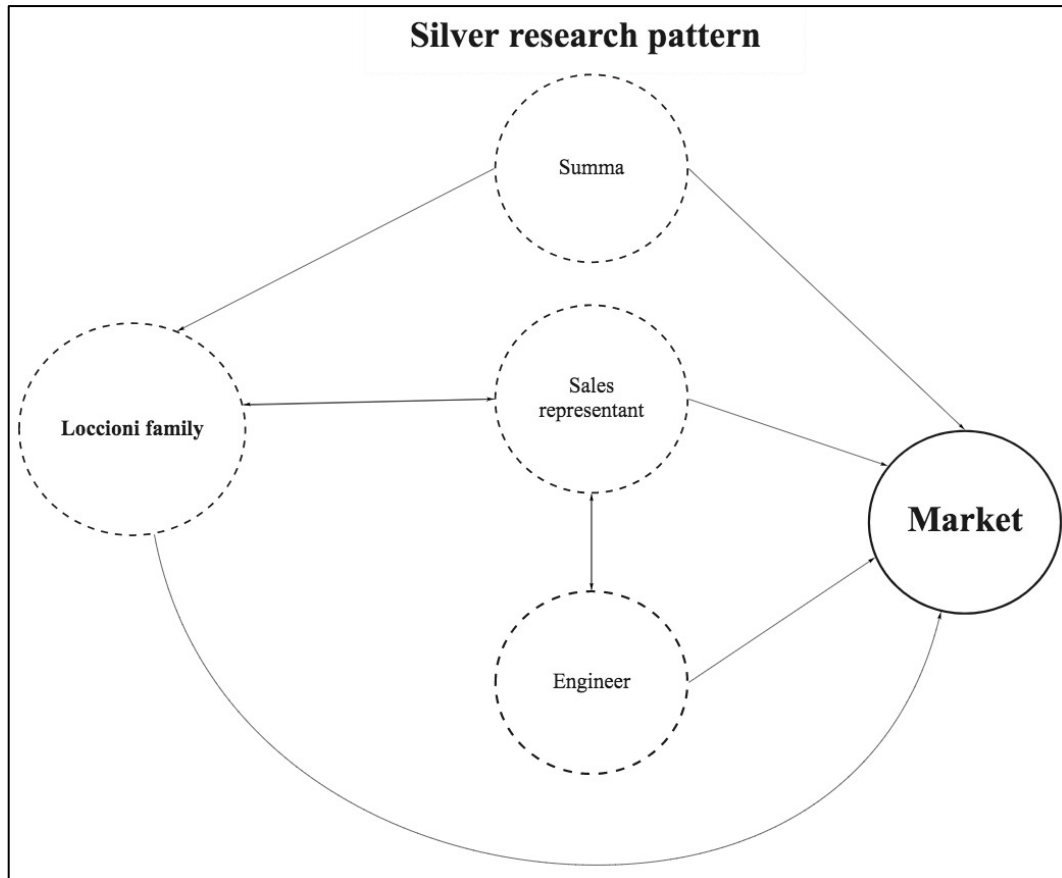 Silver research pattern
Summa
Sales
representant
Loccioni family
Market
Engineer